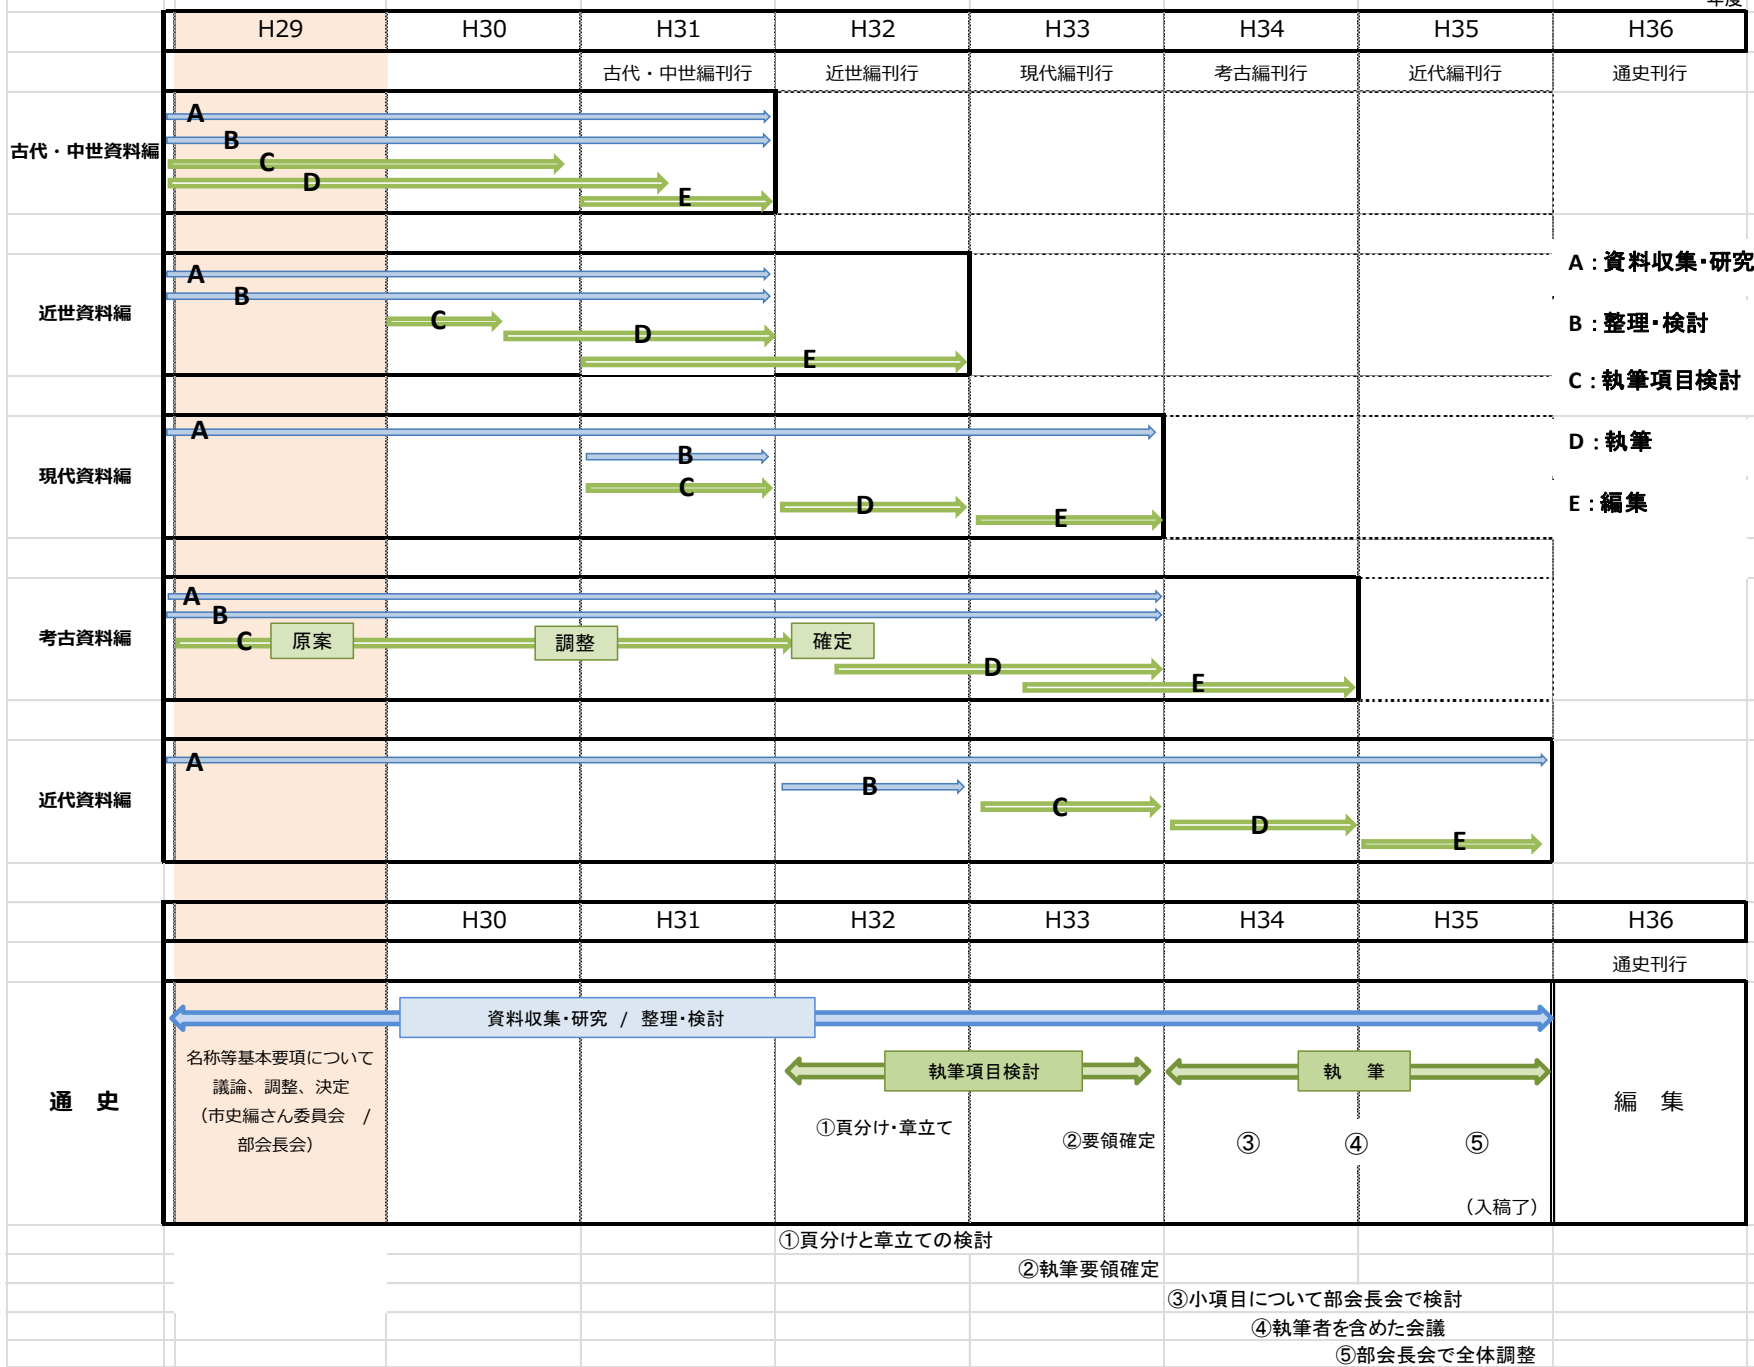 年度
H29 H30 H31 H32 H33 H34 H35 H36
古代・中世編刊行 近世編刊行 現代編刊行 考古編刊行 近代編刊行 通史刊行
古代・中世資料編
A
B
C
D
E
近世資料編
A
B
C
D
E
A：資料収集・研究
B：整理・検討
C：執筆項目検討
D：執筆
E：編集
現代資料編
A
B
C
D
E
考古資料編
A
B
C 原案 調整 確定
D
E
近代資料編
A
B
C
D
E
H30 H31 H32 H33 H34 H35 H36
通史刊行
通 史
資料収集・研究 / 整理・検討
名称等基本要項について
議論、調整、決定
（市史編さん委員会 /
部会長会）
執筆項目検討 執 筆
編 集
①頁分け・章立て
②要領確定
③ ④ ⑤
（入稿了）
①頁分けと章立ての検討
②執筆要領確定
③小項目について部会長会で検討
④執筆者を含めた会議
⑤部会長会で全体調整